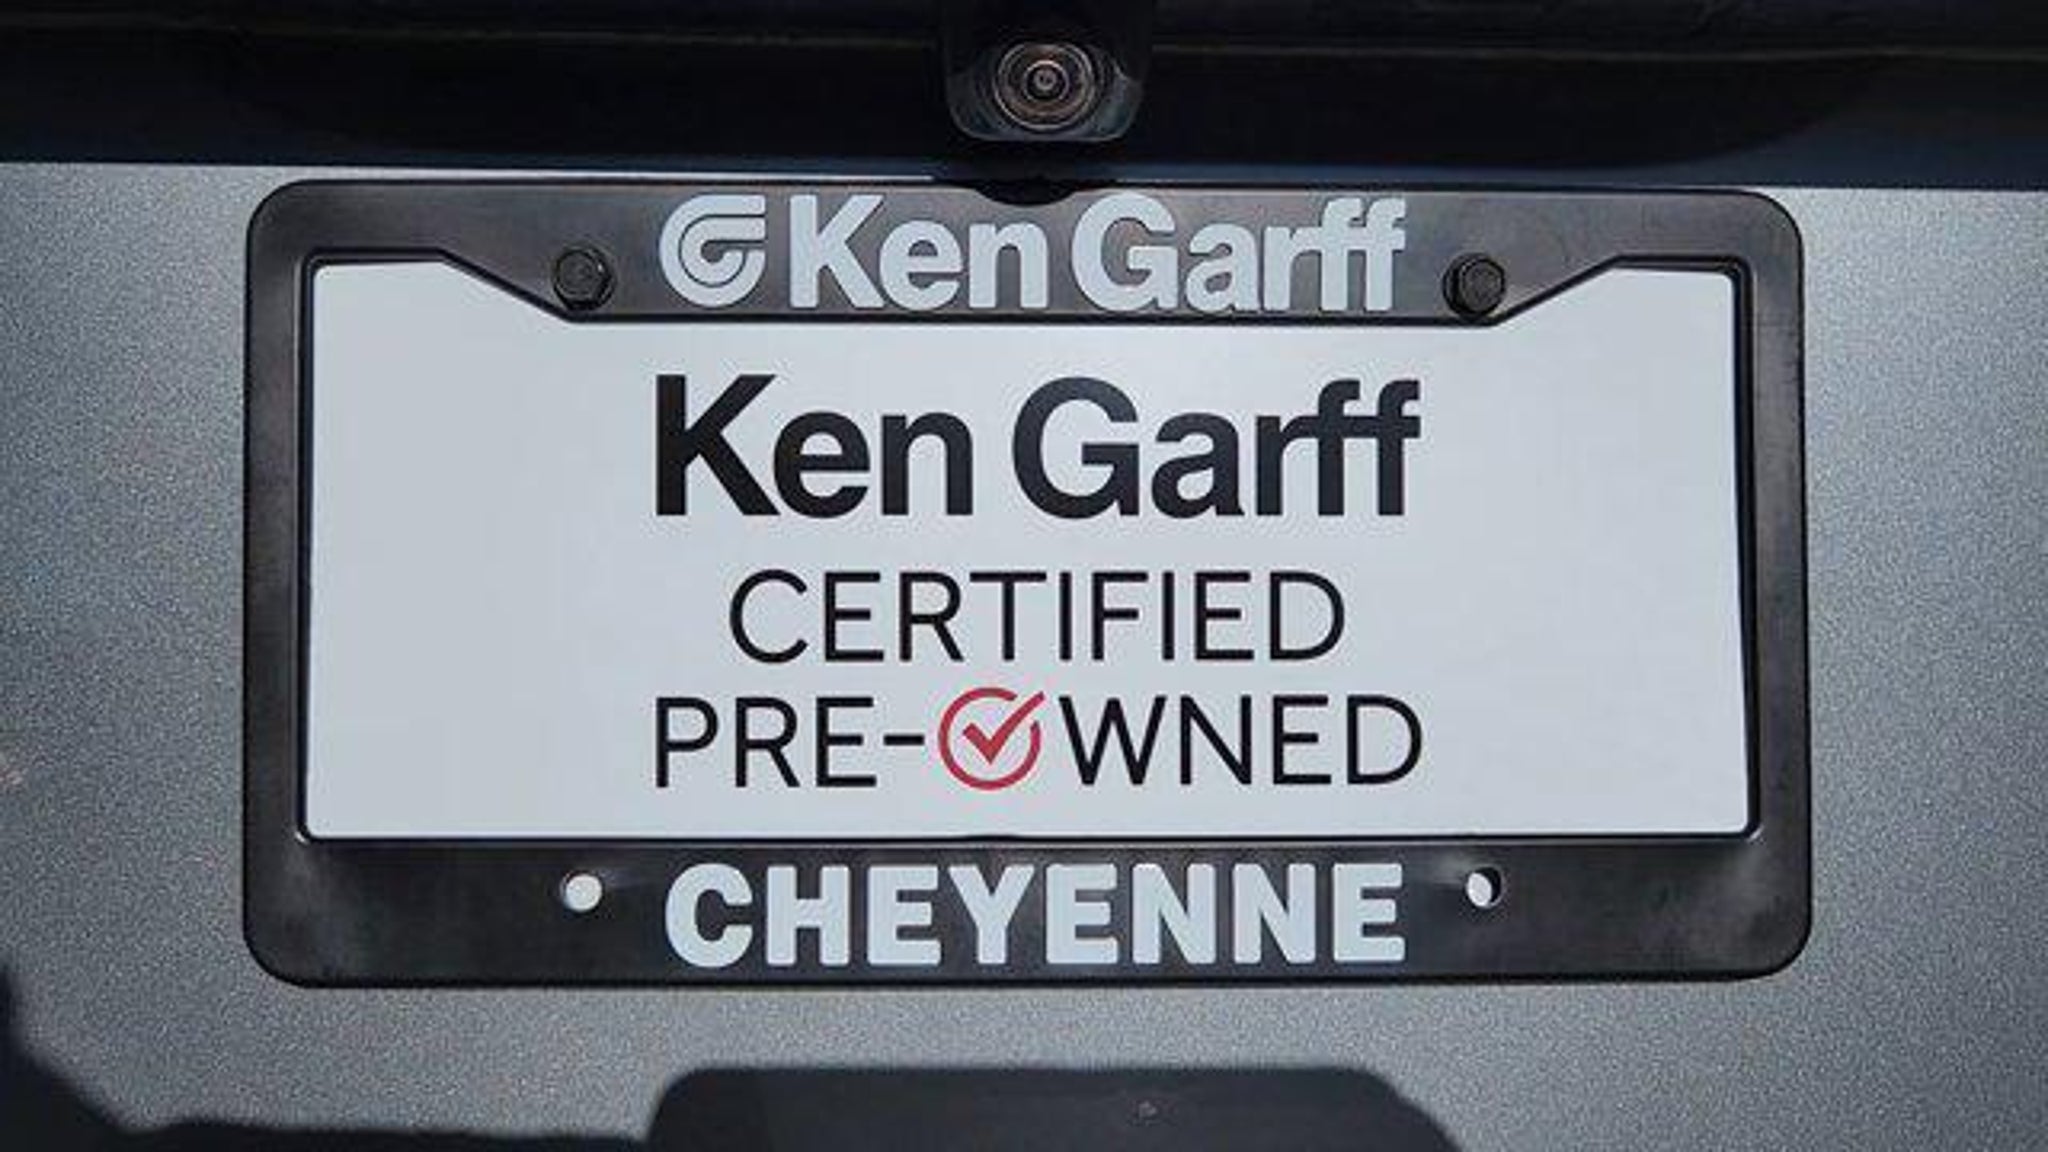 Ken Garff
Ken Garff
CERTIFIED
PRE-OWNED
CHEYENNE